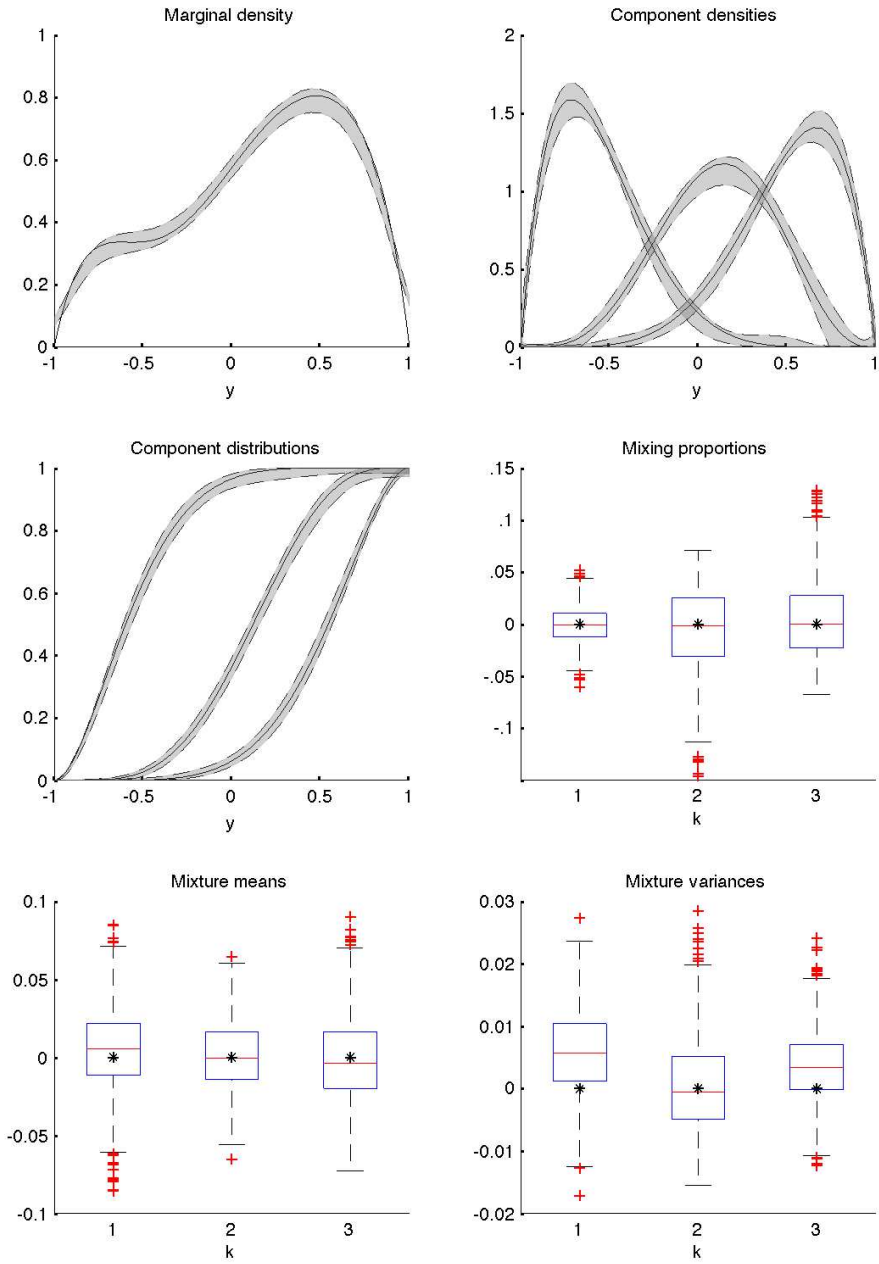 Marginal density
1
0.8
0.6
0.4
0.2
0
-1 -0.5 0 0.5 1
y
Component densities
2
1.5
1
0.5
0
-1 -0.5 0 0.5 1
y
Component distributions
1
0.8
0.6
0.4
0.2
0
-1 -0.5 0 0.5 1
y
Mixing proportions
.15
.1
.05
0
-.05
-.1
1 2 3
k
Mixture means
0.1
0.05
0
-0.05
-0.1
1 2 3
k
Mixture variances
0.03
0.02
0.01
0
-0.01
-0.02
1 2 3
k